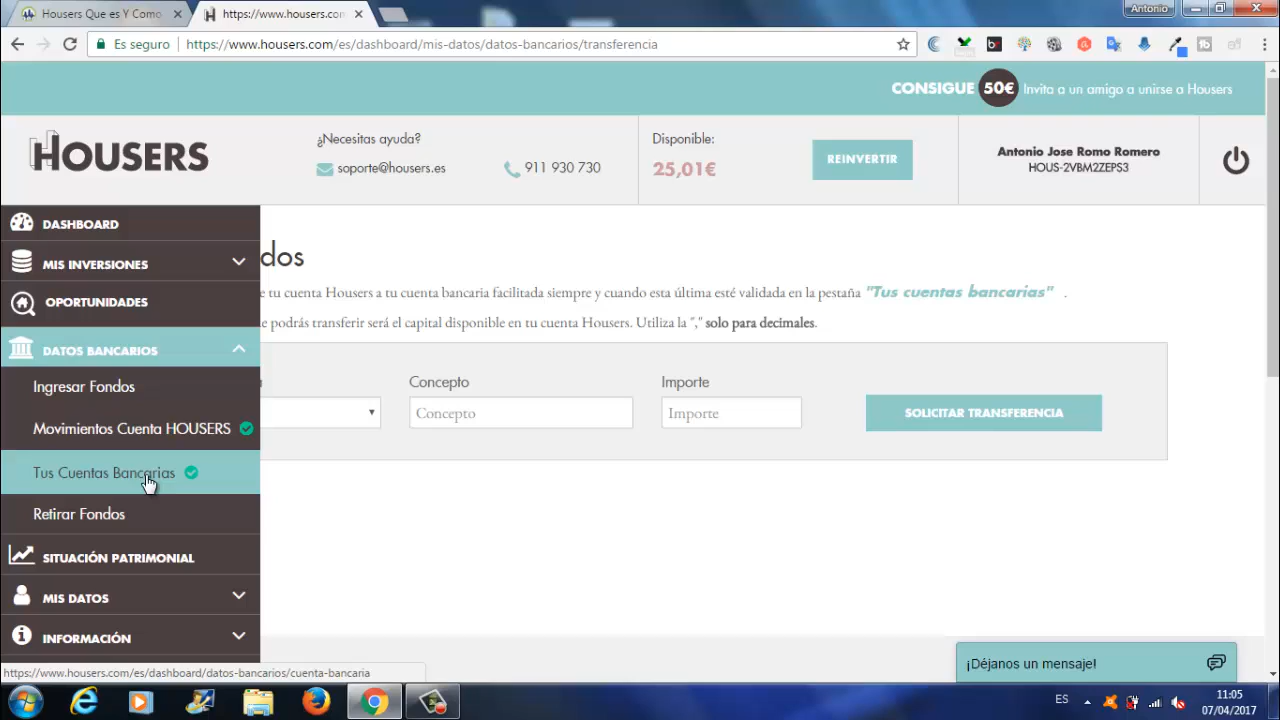 Housers Que es Y Como
https://www.housers.com
Antonio
Es seguro
https://www.housers.com/es/dashboard/mis-datos/datos-bancarios/transferencia
CONSIGUE 50€ Invita a un amigo a unirse a Housers
HOUSERS
¿Necesitas ayuda?
soporte@housers.es
911 930 730
Disponible:
25,01€
REINVERTIR
Antonio Jose Romo Romero
HOUS-2VBM2ZEPS3
DASHBOARD
MIS INVERSIONES
OPORTUNIDADES
DATOS BANCARIOS
Ingresar Fondos
Movimientos Cuenta HOUSERS
Tus Cuentas Bancarias
Retirar Fondos
SITUACIÓN PATRIMONIAL
MIS DATOS
INFORMACIÓN
dos
e tu cuenta Housers a tu cuenta bancaria facilitada siempre y cuando esta última esté validada en la pestaña "Tus cuentas bancarias" .
e podrás transferir será el capital disponible en tu cuenta Housers. Utiliza la "," solo para decimales.
a
Concepto
Importe
Concepto
Importe
SOLICITAR TRANSFERENCIA
¡Déjanos un mensaje!
https://www.housers.com/es/dashboard/datos-bancarios/cuenta-bancaria
ES
11:05
07/04/2017